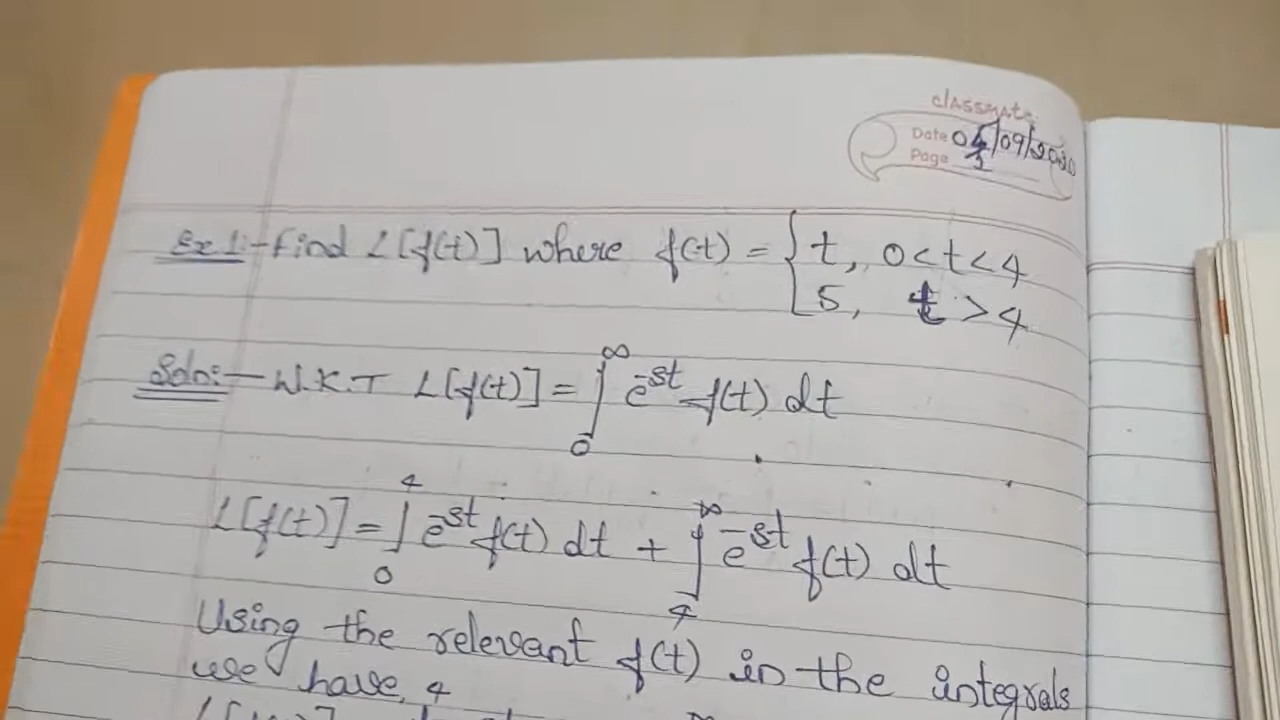 classmate
Date 04/09/2020
Page 1
Ex 1:- Find L[f(t)] where f(t) = { t, 0<t<4
5, t >4
Soln:- W.K.T L[f(t)] = ∫₀^∞ e^-st f(t) dt
L[f(t)] = ∫₀^4 e^-st f(t) dt + ∫₄^∞ e^-st f(t) dt
Using the relevant f(t) in the integrals
we have,